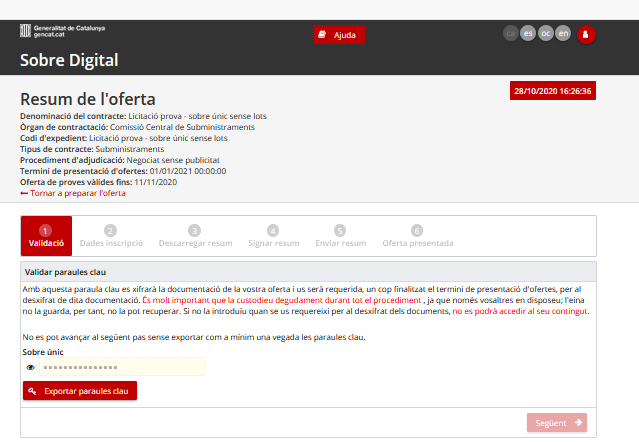 Generalitat de Catalunya
gencat.cat
Ajuda
ca es oc en
Sobre Digital
28/10/2020 16:26:36
Resum de l'oferta
Denominació del contracte: Licitació prova - sobre únic sense lots
Òrgan de contractació: Comissió Central de Subministraments
Codi d'expedient: Licitació prova - sobre únic sense lots
Tipus de contracte: Subministraments
Procediment d'adjudicació: Negociat sense publicitat
Termini de presentació d'ofertes: 01/01/2021 00:00:00
Oferta de proves vàlides fins: 11/11/2020
← Tornar a preparar l'oferta
1 2 3 4 5 6
Validació Dades inscripció Descarregar resum Signar resum Enviar resum Oferta presentada
Validar paraules clau
Amb aquesta paraula clau es xifrarà la documentació de la vostra oferta i us serà requerida, un cop finalitzat el termini de presentació d'ofertes, per al
desxifrat de dita documentació. És molt important que la custodieu degudament durant tot el procediment , ja que només vosaltres en disposeu; l'eina
no la guarda, per tant, no la pot recuperar. Si no la introduïu quan se us requereixi per al desxifrat dels documents, no es podrà accedir al seu contingut.
No es pot avançar al següent pas sense exportar com a mínim una vegada les paraules clau.
Sobre únic
Exportar paraules clau
Següent →